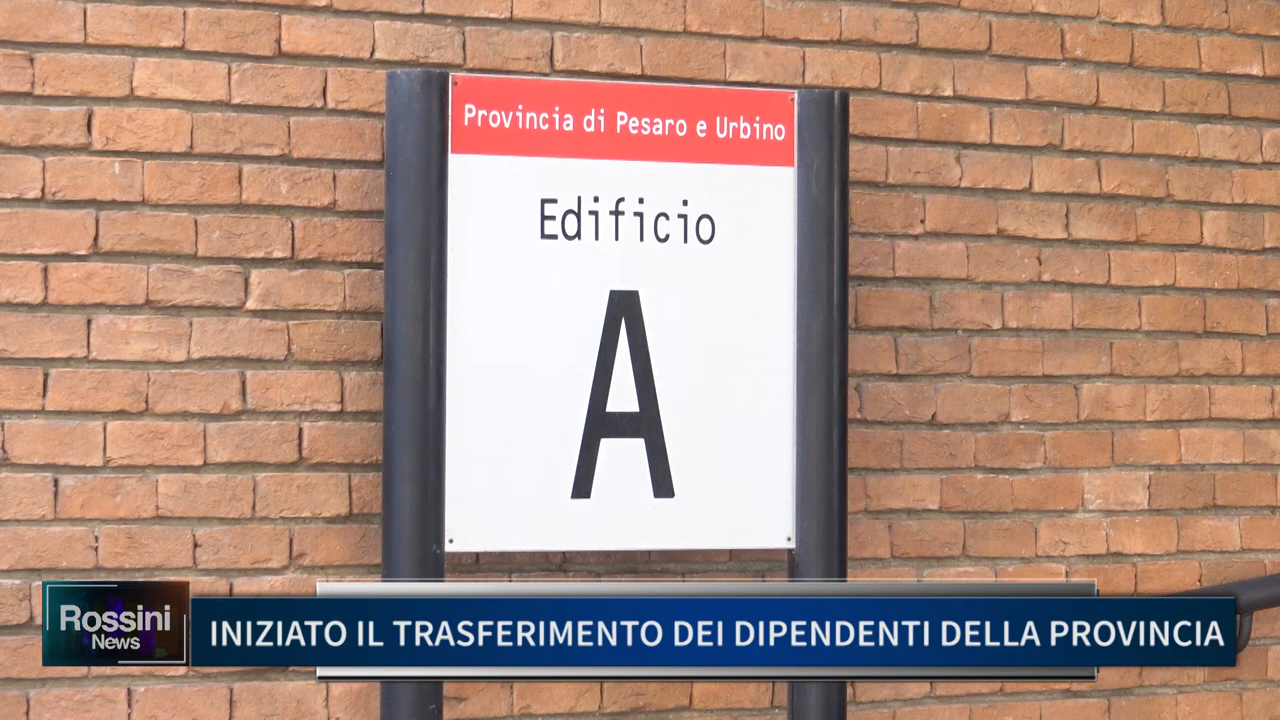 Provincia di Pesaro e Urbino
Edificio
A
Rossini
News
INIZIATO IL TRASFERIMENTO DEI DIPENDENTI DELLA PROVINCIA